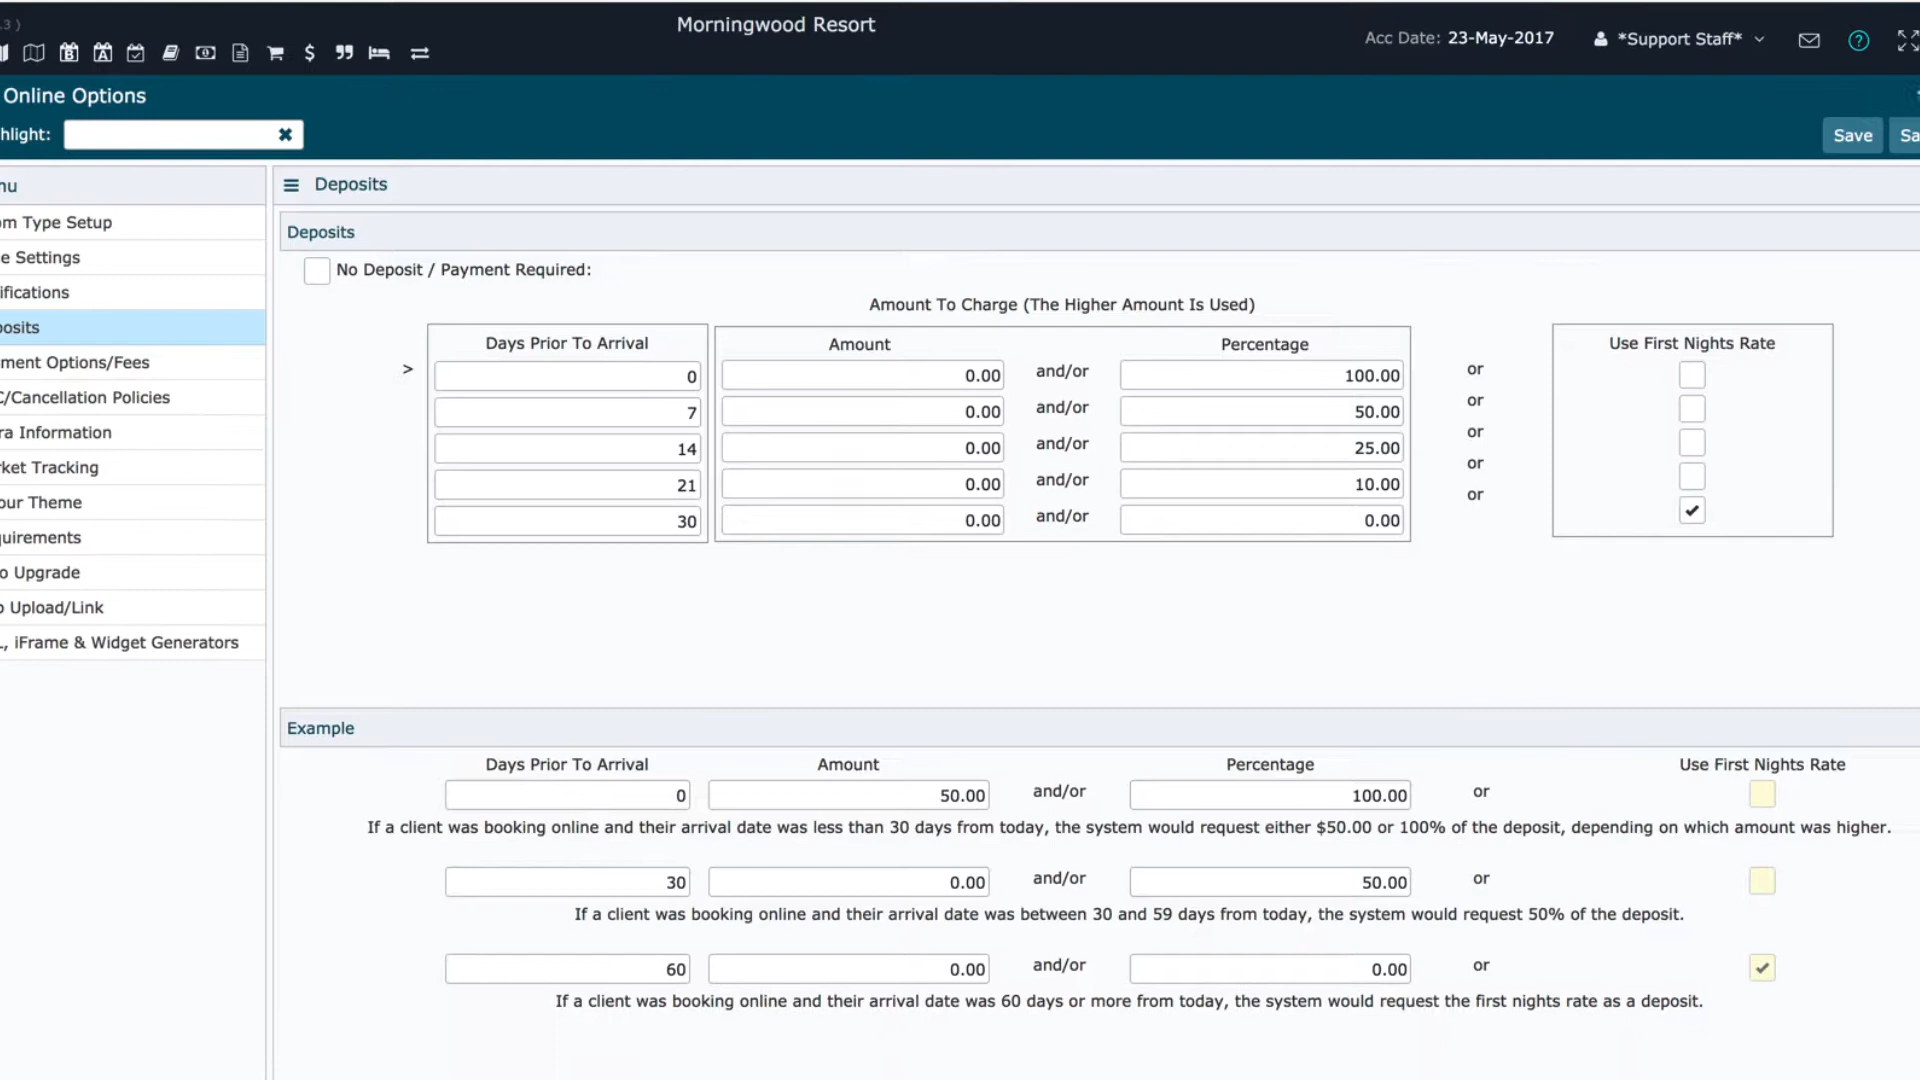 .3 )
Morningwood Resort
Acc Date: 23-May-2017
*Support Staff*
Online Options
hlight:
Save
Sa
nu
Deposits
om Type Setup
e Settings
ifications
posits
ment Options/Fees
C/Cancellation Policies
ra Information
ket Tracking
our Theme
quirements
o Upgrade
o Upload/Link
L, iFrame & Widget Generators
Deposits
No Deposit / Payment Required:
Amount To Charge (The Higher Amount Is Used)
Days Prior To Arrival Amount Percentage Use First Nights Rate
> 0 0.00 and/or 100.00 or
7 0.00 and/or 50.00 or
14 0.00 and/or 25.00 or
21 0.00 and/or 10.00 or
30 0.00 and/or 0.00 or
Example
Days Prior To Arrival Amount Percentage Use First Nights Rate
0 50.00 and/or 100.00 or
If a client was booking online and their arrival date was less than 30 days from today, the system would request either $50.00 or 100% of the deposit, depending on which amount was higher.
30 0.00 and/or 50.00 or
If a client was booking online and their arrival date was between 30 and 59 days from today, the system would request 50% of the deposit.
60 0.00 and/or 0.00 or
If a client was booking online and their arrival date was 60 days or more from today, the system would request the first nights rate as a deposit.